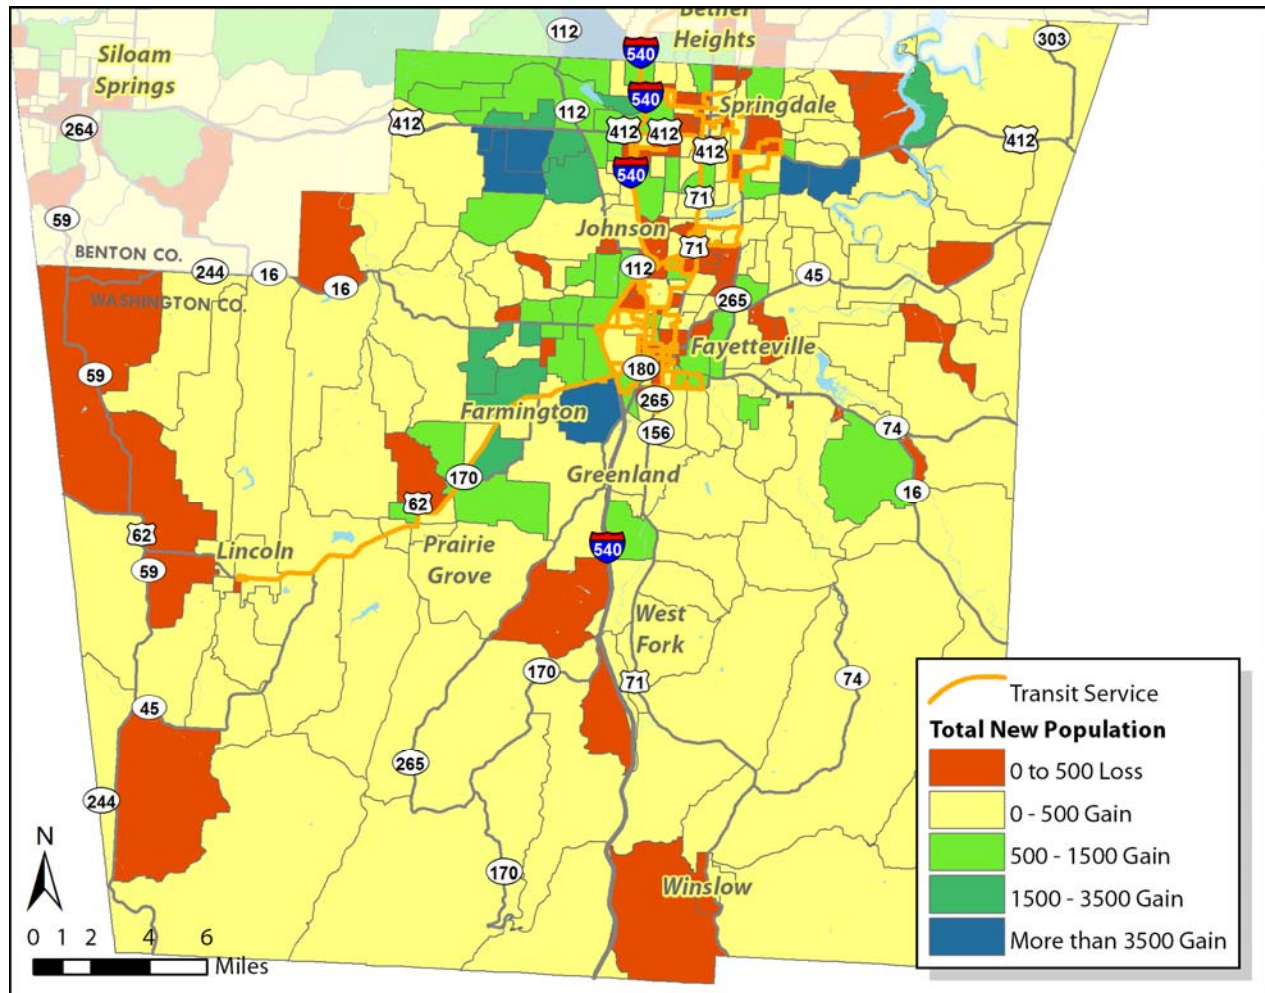 Bethel
Heights
112
540
303
Siloam
Springs
540
Springdale
264
412
112
412
412
412
412
540
71
59
Johnson
71
BENTON CO.
244
16
112
45
16
WASHINGTON CO.
265
Fayetteville
59
180
265
Farmington
74
156
Greenland
170
16
62
62
540
Lincoln
Prairie
Grove
59
West
Fork
170
71
74
45
265
244
170
Winslow
N
0 1 2 4 6
Miles
Transit Service
Total New Population
0 to 500 Loss
0 - 500 Gain
500 - 1500 Gain
1500 - 3500 Gain
More than 3500 Gain